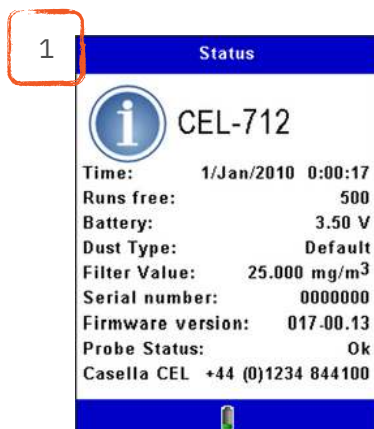 1
Status
i CEL-712
Time: 1/Jan/2010 0:00:17
Runs free: 500
Battery: 3.50 V
Dust Type: Default
Filter Value: 25.000 mg/m3
Serial number: 0000000
Firmware version: 017-00.13
Probe Status: Ok
Casella CEL +44 (0)1234 844100